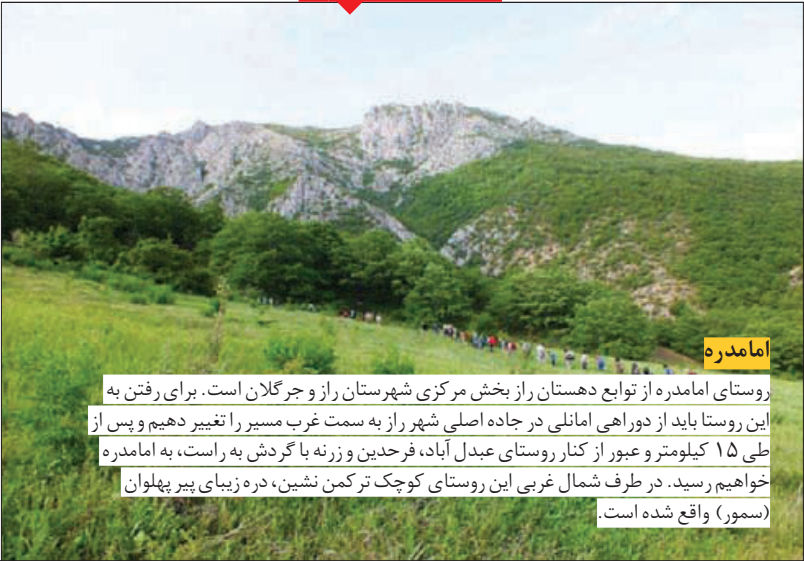 امامدره
روستای امامدره از توابع دهستان راز بخش مرکزی شهرستان راز و جرگلان است. برای رفتن به
این روستا باید از دوراهی امانلی در جاده اصلی شهر راز به سمت غرب مسیر را تغییر دهیم و پس از
طی ۱۵ کیلومتر و عبور از کنار روستای عبدل آباد، فرحدین و زرنه با گردش به راست، به امامدره
خواهیم رسید. در طرف شمال غربی این روستای کوچک ترکمن نشین، دره زیبای پیر پهلوان
(سمور) واقع شده است.